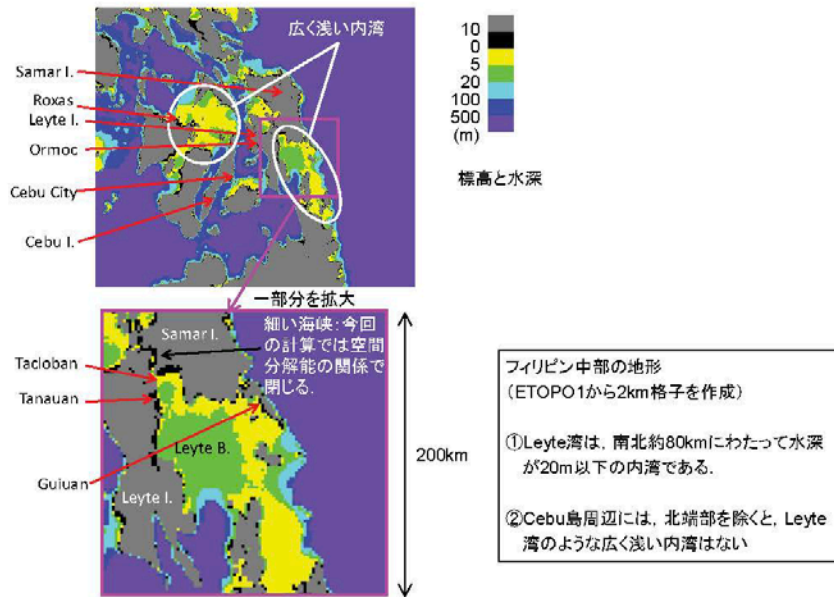 広く浅い内湾
Samar I.
Roxas
Leyte I.
Ormoc
Cebu City
Cebu I.
10
0
5
20
100
500
(m)
標高と水深
一部分を拡大
細い海峡:今回
の計算では空間
分解能の関係で
閉じる.
Samar I.
Tacloban
Tanauan
Leyte B.
Guiuan
Leyte I.
200km
フィリピン中部の地形
(ETOPO1から2km格子を作成)
①Leyte湾は,南北約80kmにわたって水深
が20m以下の内湾である.
②Cebu島周辺には,北端部を除くと,Leyte
湾のような広く浅い内湾はない